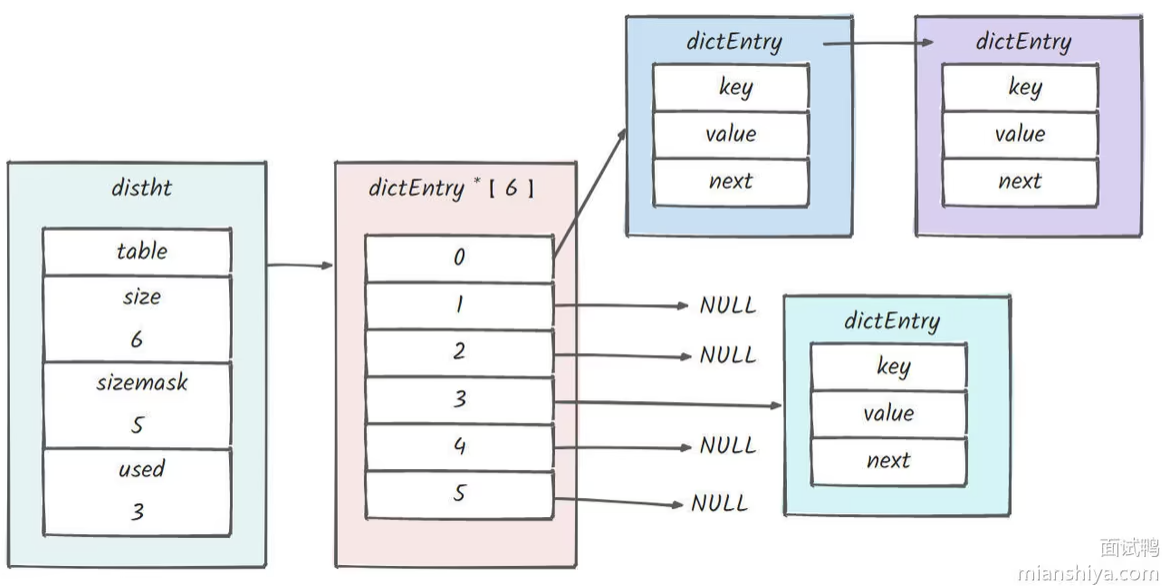 distht
table
size
6
sizemask
5
used
3
dictEntry * [ 6 ]
0
1
2
3
4
5
dictEntry
key
value
next
dictEntry
key
value
next
NULL
NULL
dictEntry
key
value
next
NULL
NULL
面试鸭
mianshiya.com